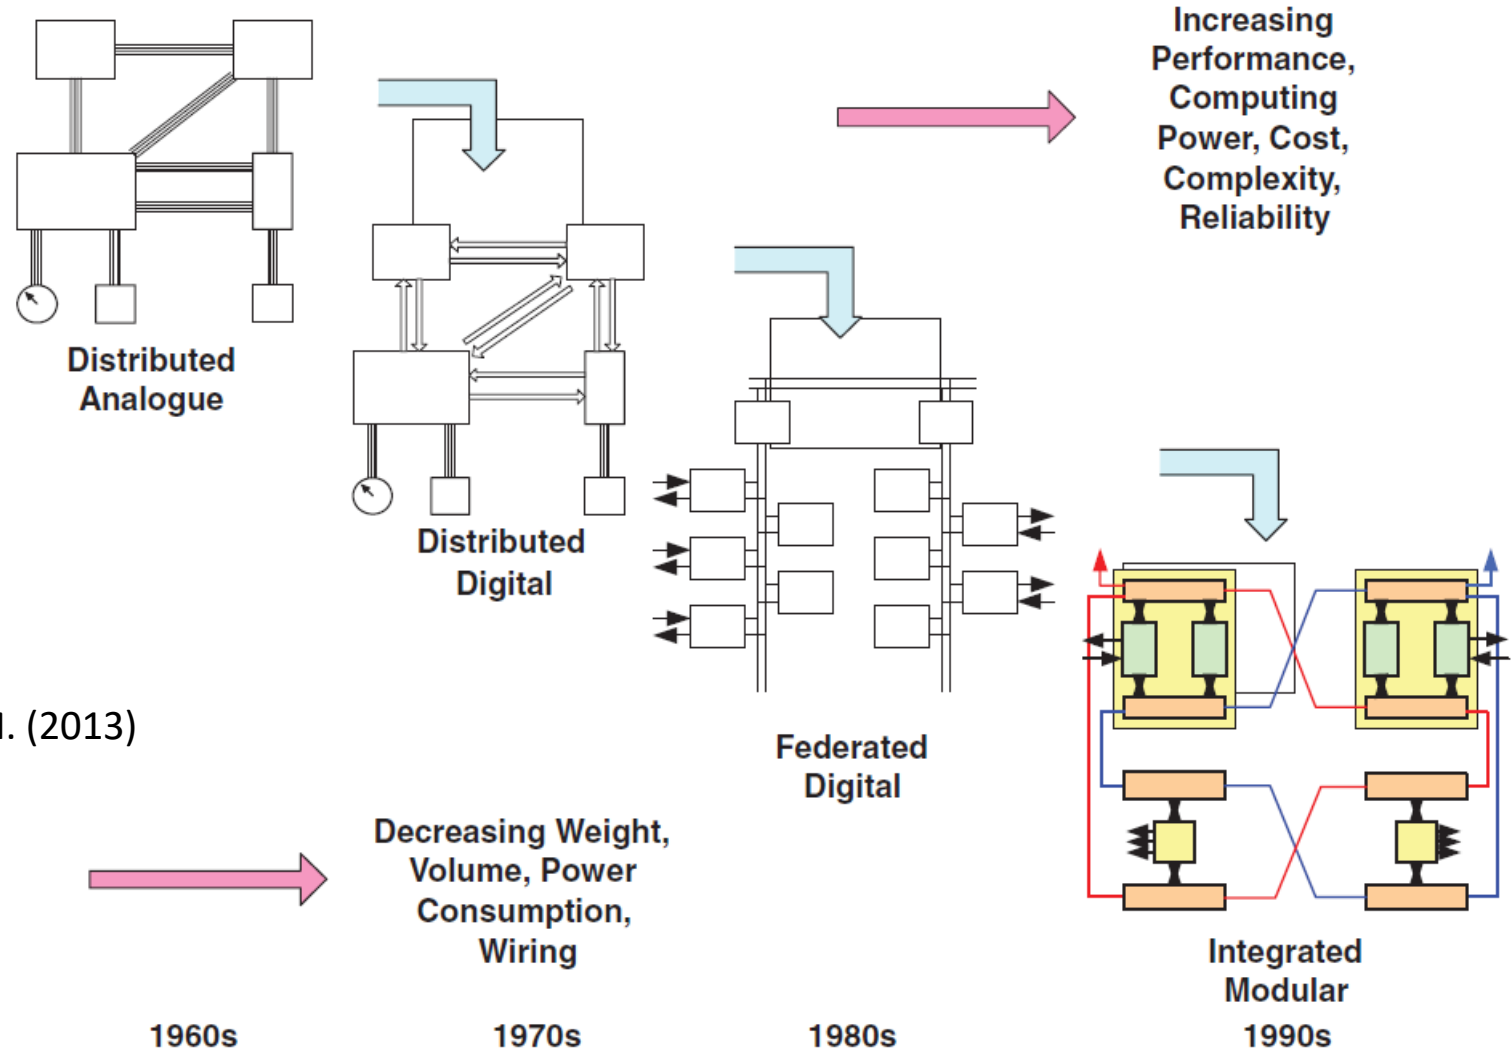 Increasing
Performance,
Computing
Power, Cost,
Complexity,
Reliability
Distributed
Analogue
Distributed
Digital
Federated
Digital
(2013)
Decreasing Weight,
Volume, Power
Consumption,
Wiring
Integrated
Modular
1960s
1970s
1980s
1990s